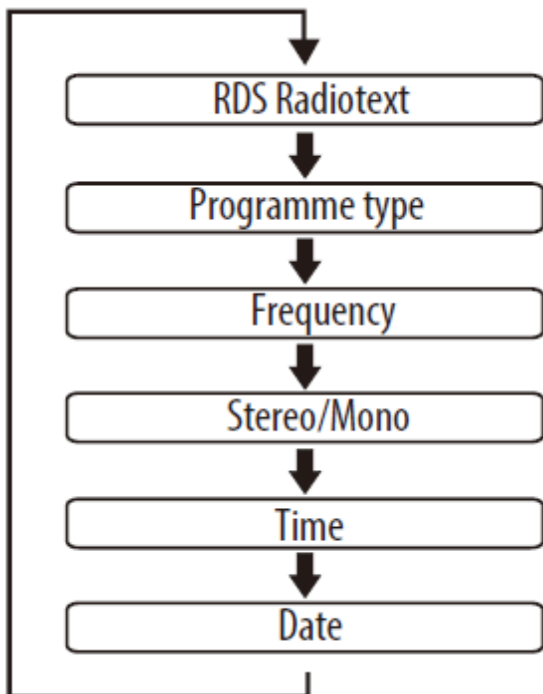 RDS Radiotext
Programme type
Frequency
Stereo/Mono
Time
Date